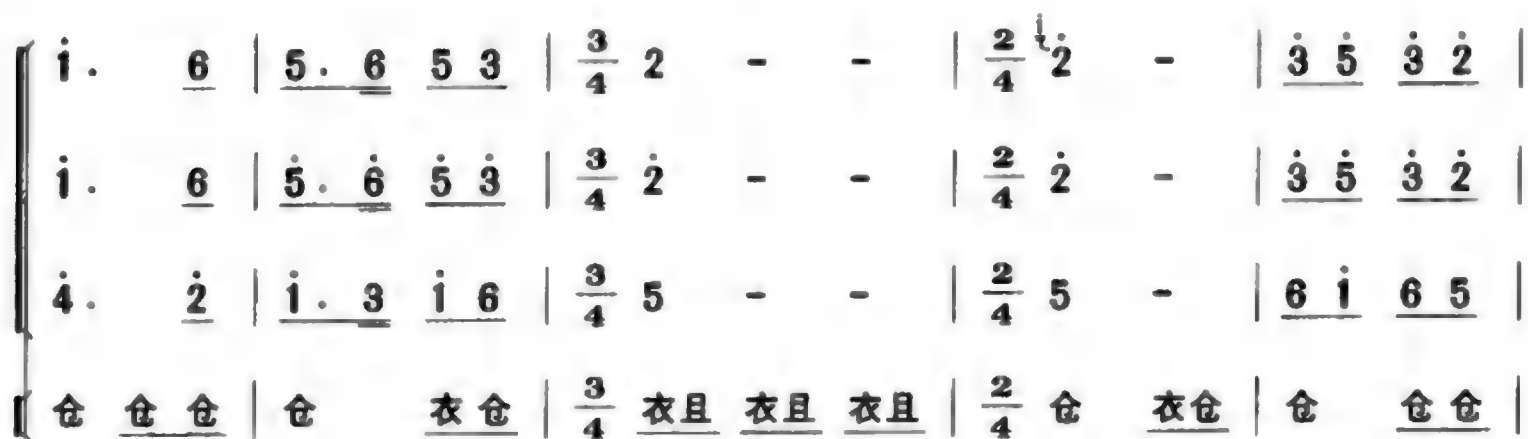 i̇. 6 | 5. 6 5 3 | 3/4 2 - - | 2/4 i̇ 2̇ - | 3̇ 5̇ 3̇ 2̇ |
i̇. 6 | 5̇. 6̇ 5̇ 3̇ | 3/4 2̇ - - | 2/4 2̇ - | 3̇ 5̇ 3̇ 2̇ |
4̇. 2̇ | i̇. 3 i̇ 6 | 3/4 5 - - | 2/4 5 - | 6 i̇ 6 5 |
仓 仓 仓 | 仓 衣 仓 | 3/4 衣且 衣且 衣且 | 2/4 仓 衣仓 | 仓 仓 仓 |